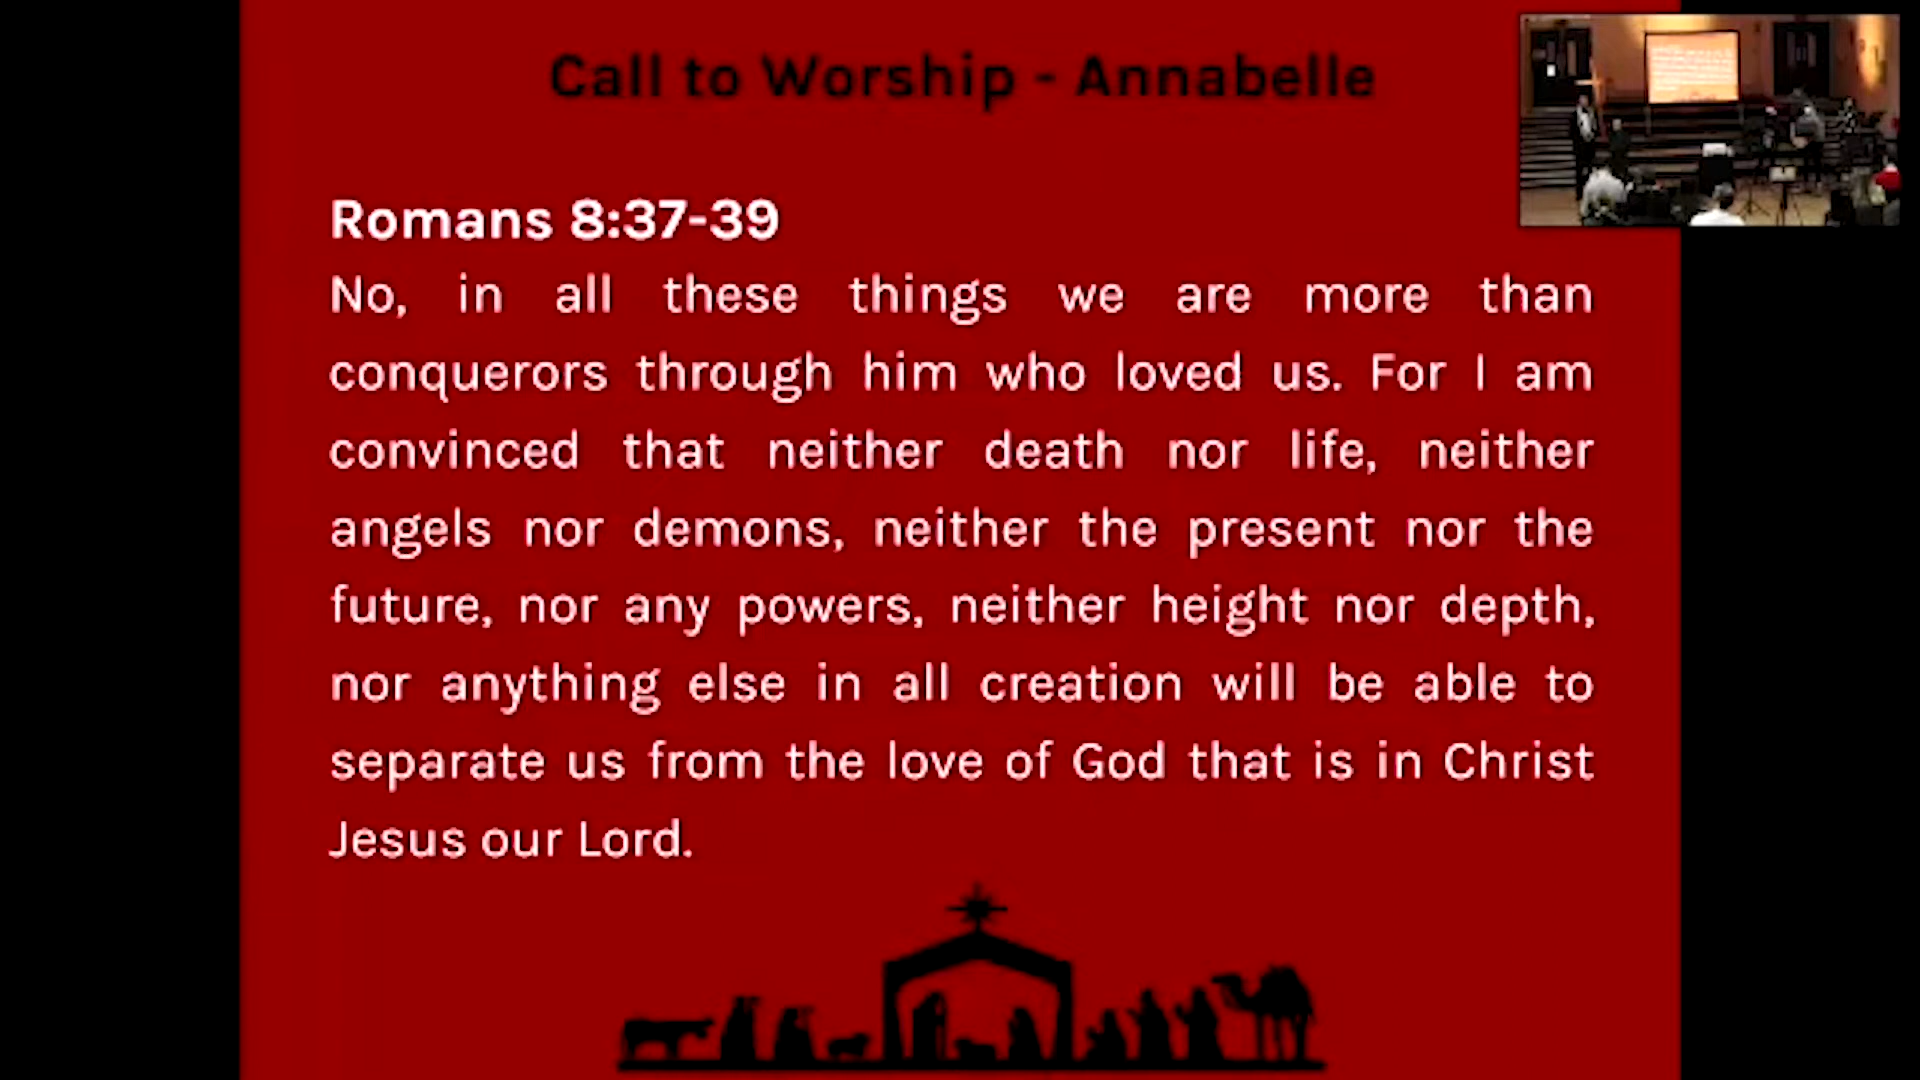 Call to Worship - Annabelle
Romans 8:37-39
No, in all these things we are more than
conquerors through him who loved us. For I am
convinced that neither death nor life, neither
angels nor demons, neither the present nor the
future, nor any powers, neither height nor depth,
nor anything else in all creation will be able to
separate us from the love of God that is in Christ
Jesus our Lord.